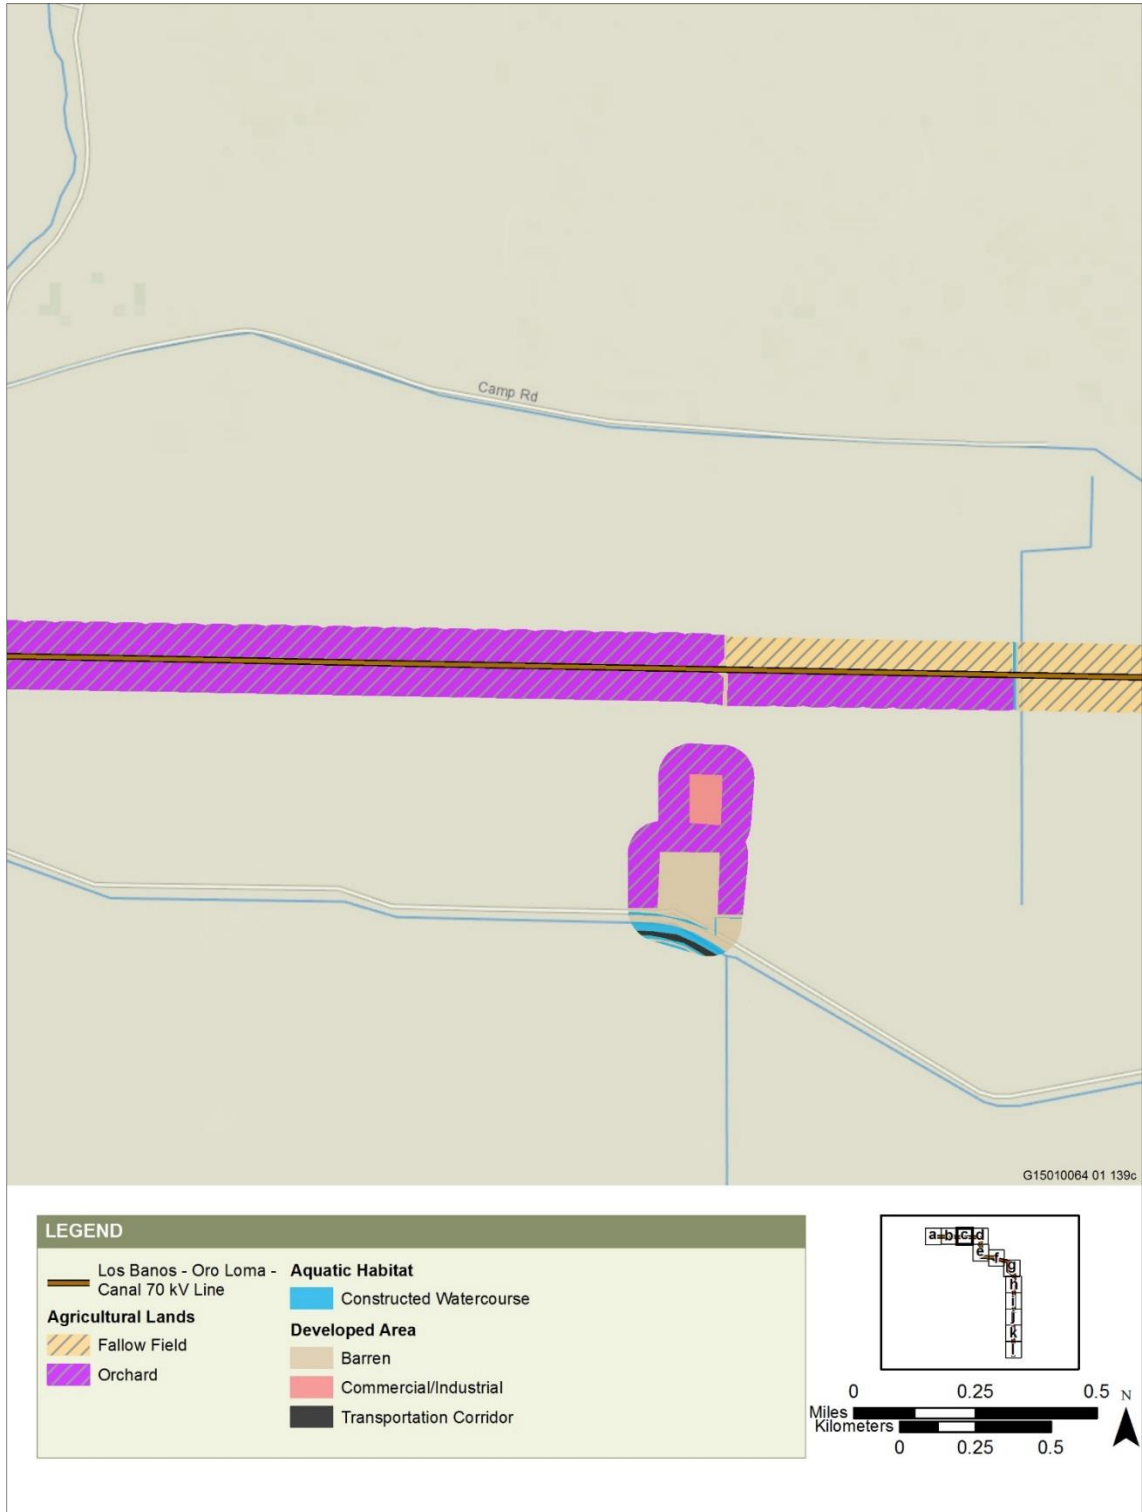 Camp Rd
G15010064 01 139c
LEGEND
Los Banos - Oro Loma -
Canal 70 kV Line
Agricultural Lands
Fallow Field
Orchard
Aquatic Habitat
Constructed Watercourse
Developed Area
Barren
Commercial/Industrial
Transportation Corridor
a b c d
e f g
h
i
j
k
l
0 0.25 0.5 N
Miles
Kilometers
0 0.25 0.5